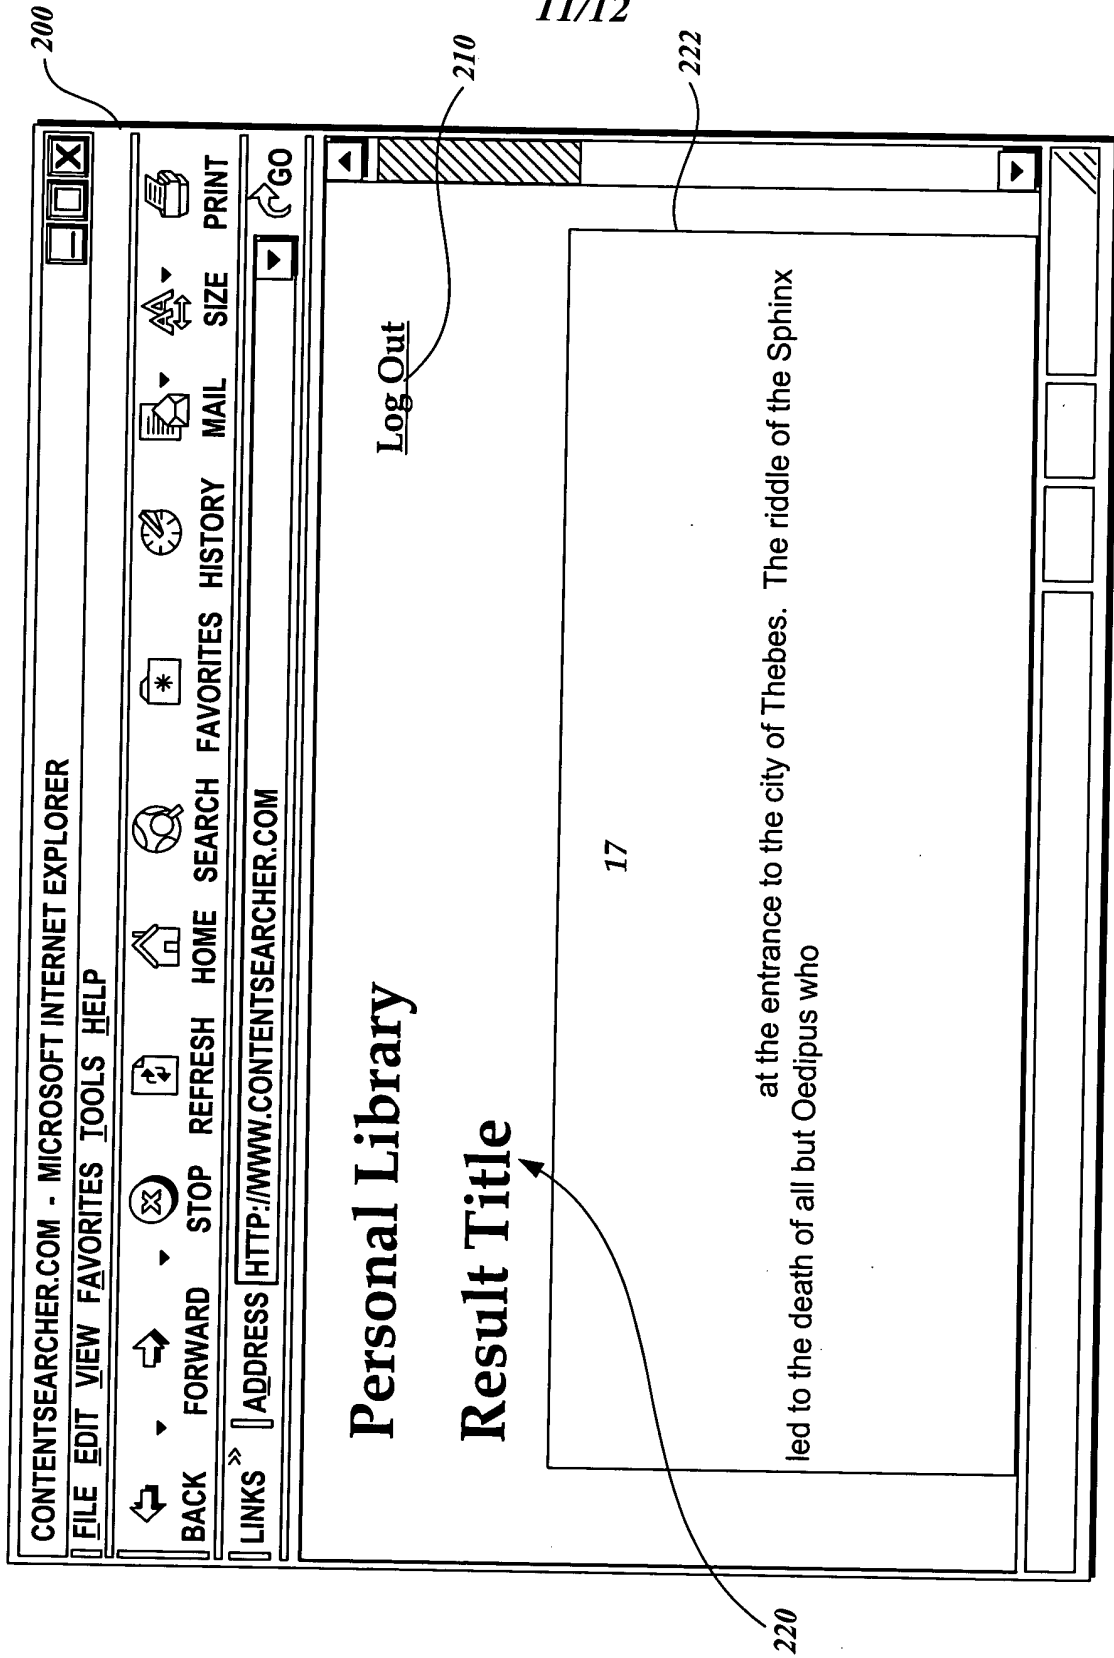 11/12
200
CONTENTSEARCHER.COM - MICROSOFT INTERNET EXPLORER
FILE EDIT VIEW FAVORITES TOOLS HELP
BACK FORWARD STOP REFRESH HOME SEARCH FAVORITES HISTORY MAIL SIZE PRINT
LINKS » ADDRESS HTTP://WWW.CONTENTSEARCHER.COM GO
Personal Library
Log Out
210
Result Title
220
222
17
at the entrance to the city of Thebes. The riddle of the Sphinx
led to the death of all but Oedipus who